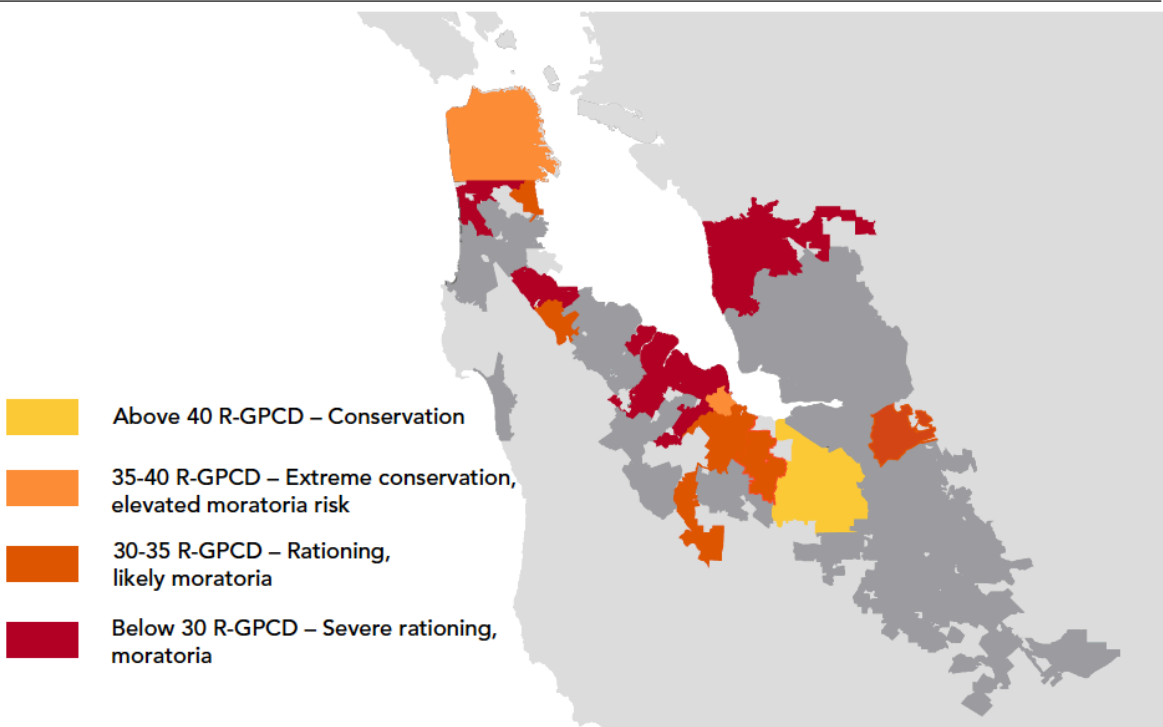 Above 40 R-GPCD – Conservation
35-40 R-GPCD – Extreme conservation,
elevated moratoria risk
30-35 R-GPCD – Rationing,
likely moratoria
Below 30 R-GPCD – Severe rationing,
moratoria